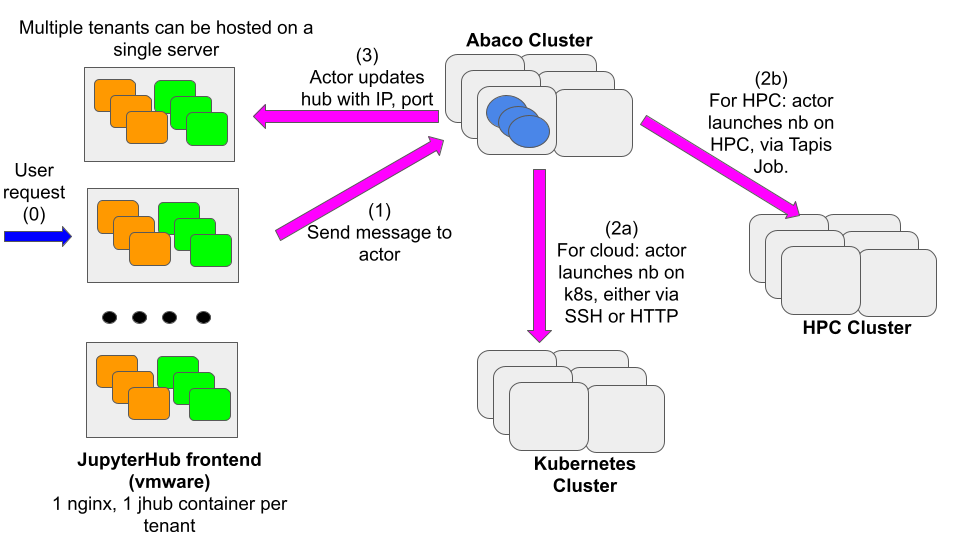 Multiple tenants can be hosted on a
single server
User
request
(0)
JupyterHub frontend
(vmware)
1 nginx, 1 jhub container per
tenant
(3)
Actor updates
hub with IP, port
(1)
Send message to
actor
Abaco Cluster
(2a)
For cloud: actor
launches nb on
k8s, either via
SSH or HTTP
Kubernetes
Cluster
(2b)
For HPC: actor
launches nb on
HPC, via Tapis
Job.
HPC Cluster